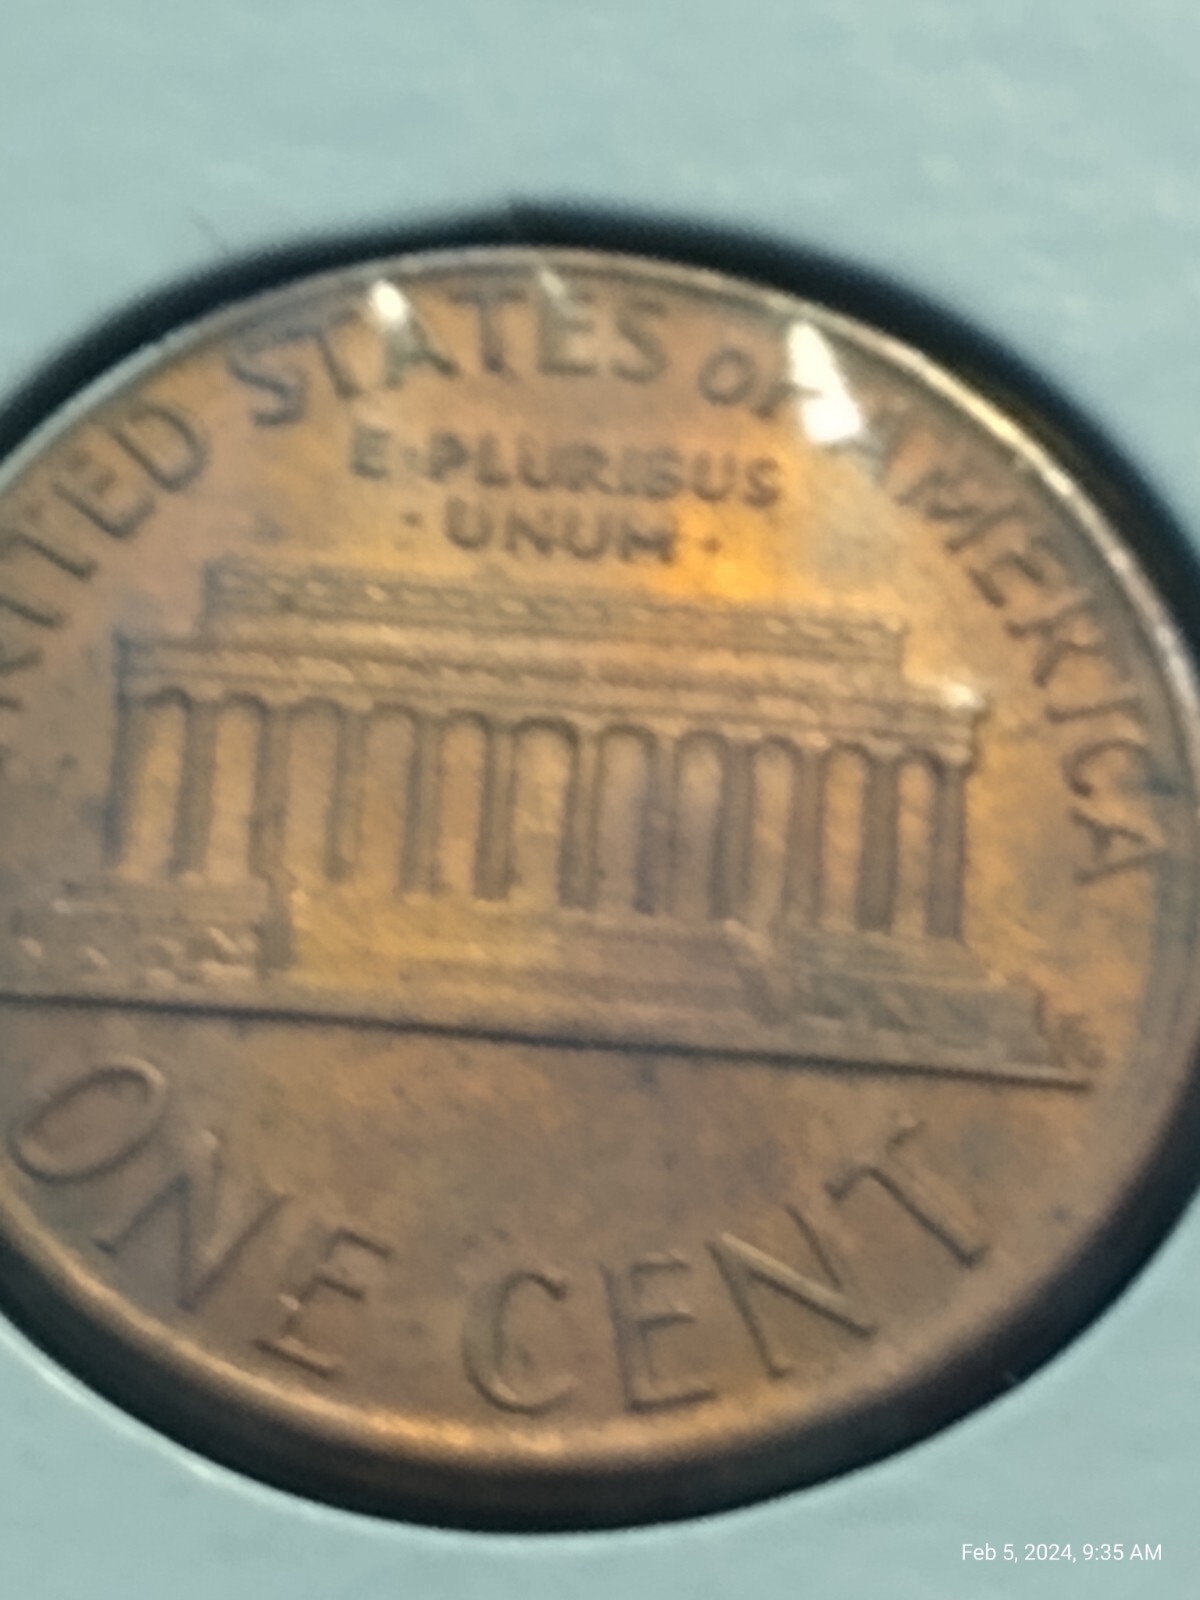 UNITED STATES OF AMERICA
E·PLURIBUS
·UNUM·
ONE CENT
Feb 5, 2024, 9:35 AM